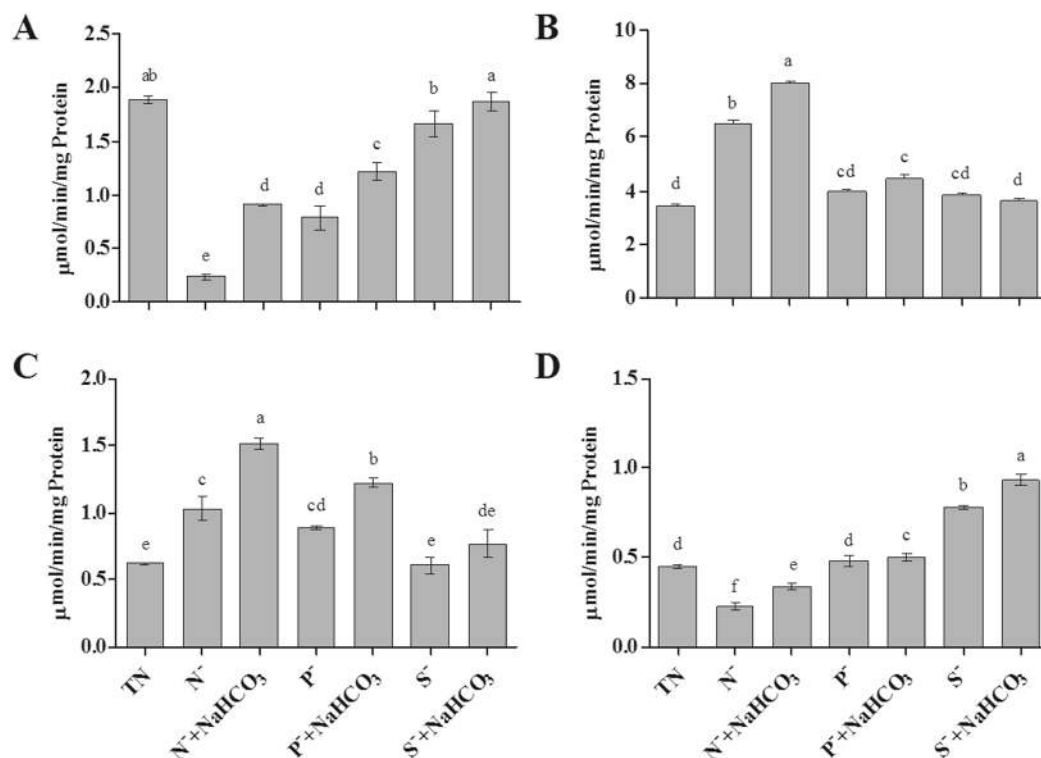 A
μmol/min/mg Protein
2.5
2.0
1.5
1.0
0.5
0.0
ab
e
d
d
c
b
a
B
μmol/min/mg Protein
10
8
6
4
2
0
d
b
a
cd
c
cd
d
C
μmol/min/mg Protein
2.0
1.5
1.0
0.5
0.0
e
c
a
cd
b
e
de
TN
N⁻
N⁻+NaHCO₃
P⁻
P⁻+NaHCO₃
S⁻
S⁻+NaHCO₃
D
μmol/min/mg Protein
1.5
1.0
0.5
0.0
d
f
e
d
c
b
a
TN
N⁻
N⁻+NaHCO₃
P⁻
P⁻+NaHCO₃
S⁻
S⁻+NaHCO₃